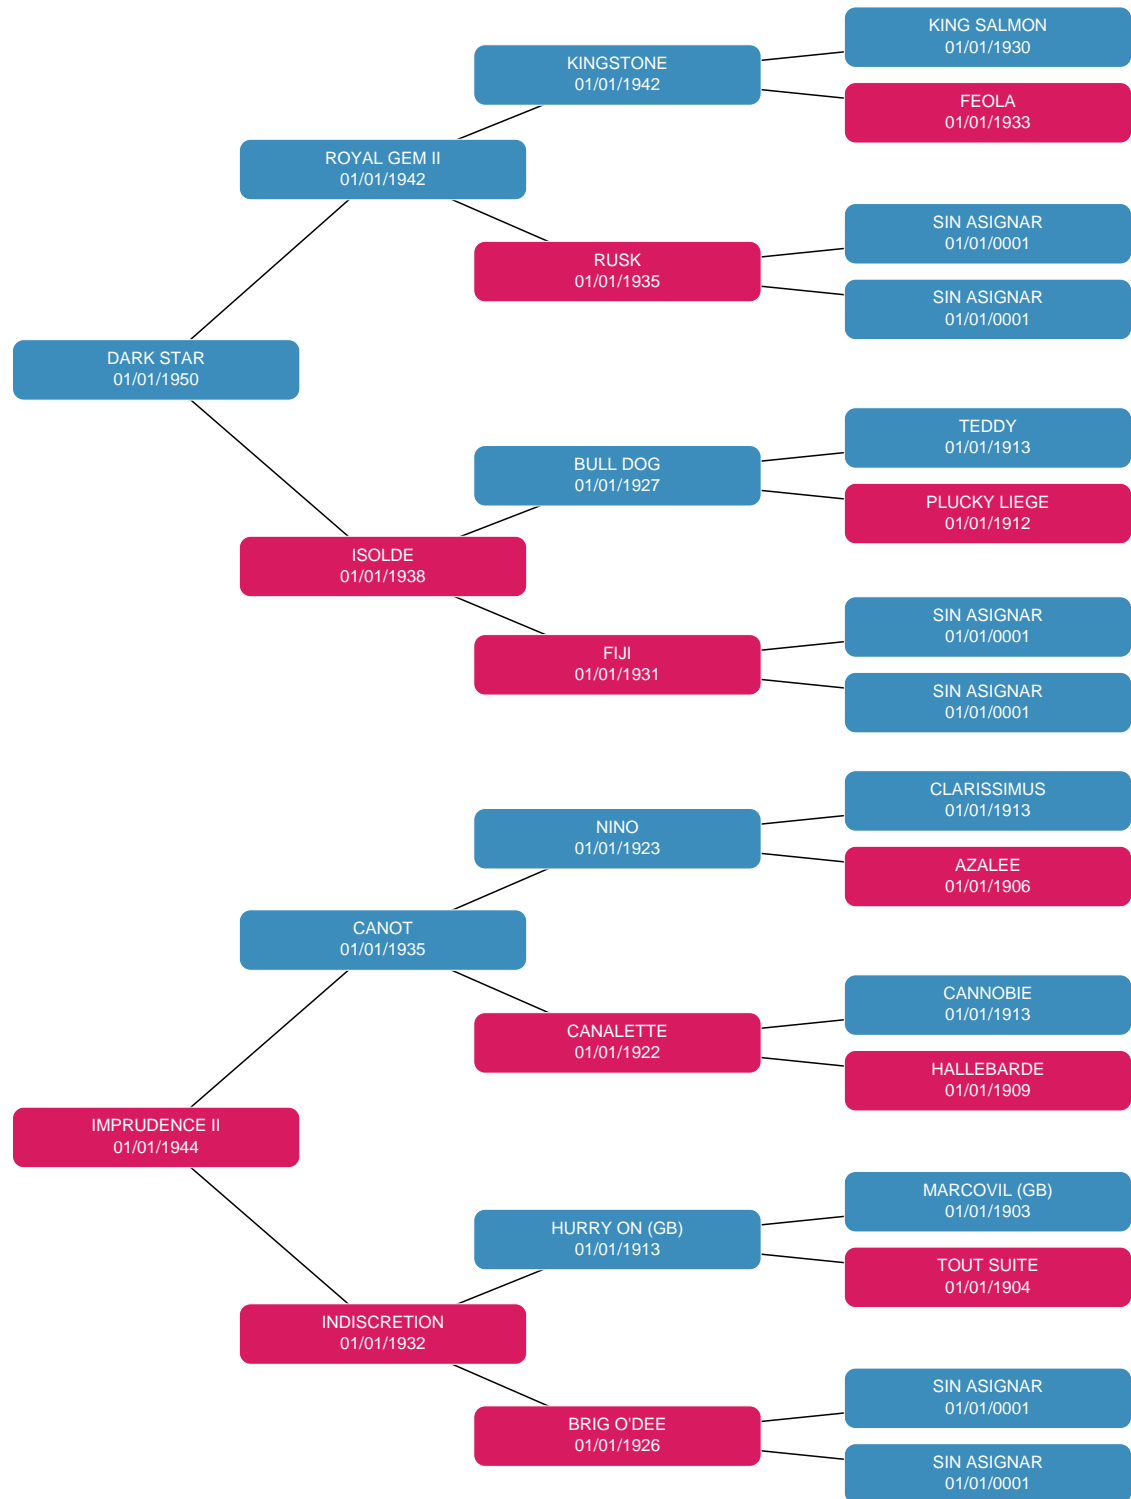 KING SALMON
01/01/1930
KINGSTONE
01/01/1942
FEOLA
01/01/1933
ROYAL GEM II
01/01/1942
SIN ASIGNAR
01/01/0001
RUSK
01/01/1935
SIN ASIGNAR
01/01/0001
DARK STAR
01/01/1950
TEDDY
01/01/1913
BULL DOG
01/01/1927
PLUCKY LIEGE
01/01/1912
ISOLDE
01/01/1938
SIN ASIGNAR
01/01/0001
FIJI
01/01/1931
SIN ASIGNAR
01/01/0001
CLARISSIMUS
01/01/1913
NINO
01/01/1923
AZALEE
01/01/1906
CANOT
01/01/1935
CANNOBIE
01/01/1913
CANALETTE
01/01/1922
HALLEBARDE
01/01/1909
IMPRUDENCE II
01/01/1944
MARCOVIL (GB)
01/01/1903
HURRY ON (GB)
01/01/1913
TOUT SUITE
01/01/1904
INDISCRETION
01/01/1932
SIN ASIGNAR
01/01/0001
BRIG O'DEE
01/01/1926
SIN ASIGNAR
01/01/0001